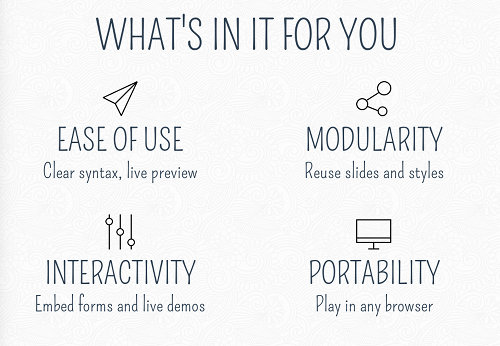 WHAT'S IN IT FOR YOU
EASE OF USE
Clear syntax, live preview
MODULARITY
Reuse slides and styles
INTERACTIVITY
Embed forms and live demos
PORTABILITY
Play in any browser